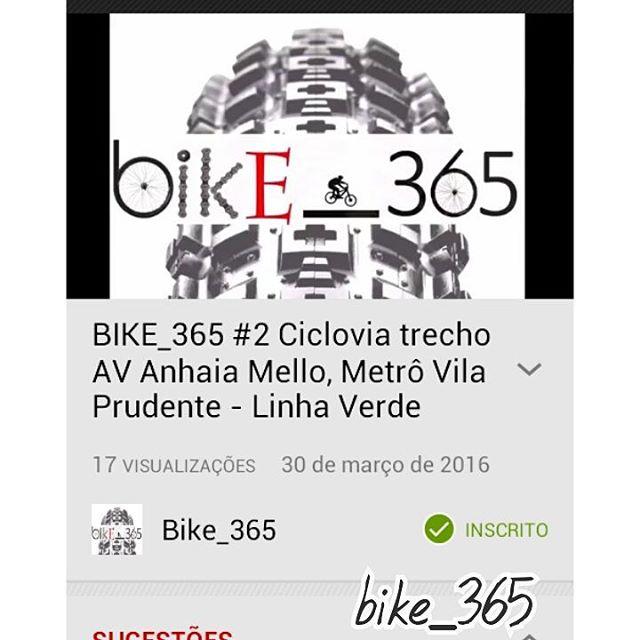 bikE_365
BIKE_365 #2 Ciclovia trecho
AV Anhaia Mello, Metrô Vila
Prudente - Linha Verde
17 VISUALIZAÇÕES 30 de março de 2016
bikE_365
Bike_365
INSCRITO
bike_365
SUGESTÕES